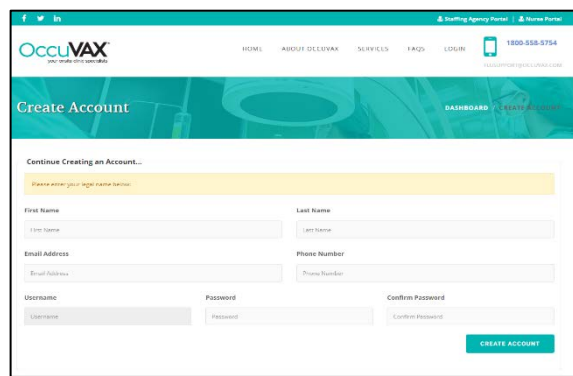 Staffing Agency Portal | Nurse Portal
OccuVAX
your onsite clinic specialists
HOME ABOUT OCCUVAX SERVICES FAQS LOGIN
1800-558-5754
FLUSUPPORT@OCCUVAX.COM
Create Account
DASHBOARD CREATE ACCOUNT
Continue Creating an Account...
Please enter your legal name below.
First Name Last Name
First Name Last Name
Email Address Phone Number
Email Address Phone Number
Username Password Confirm Password
Username Password Confirm Password
CREATE ACCOUNT